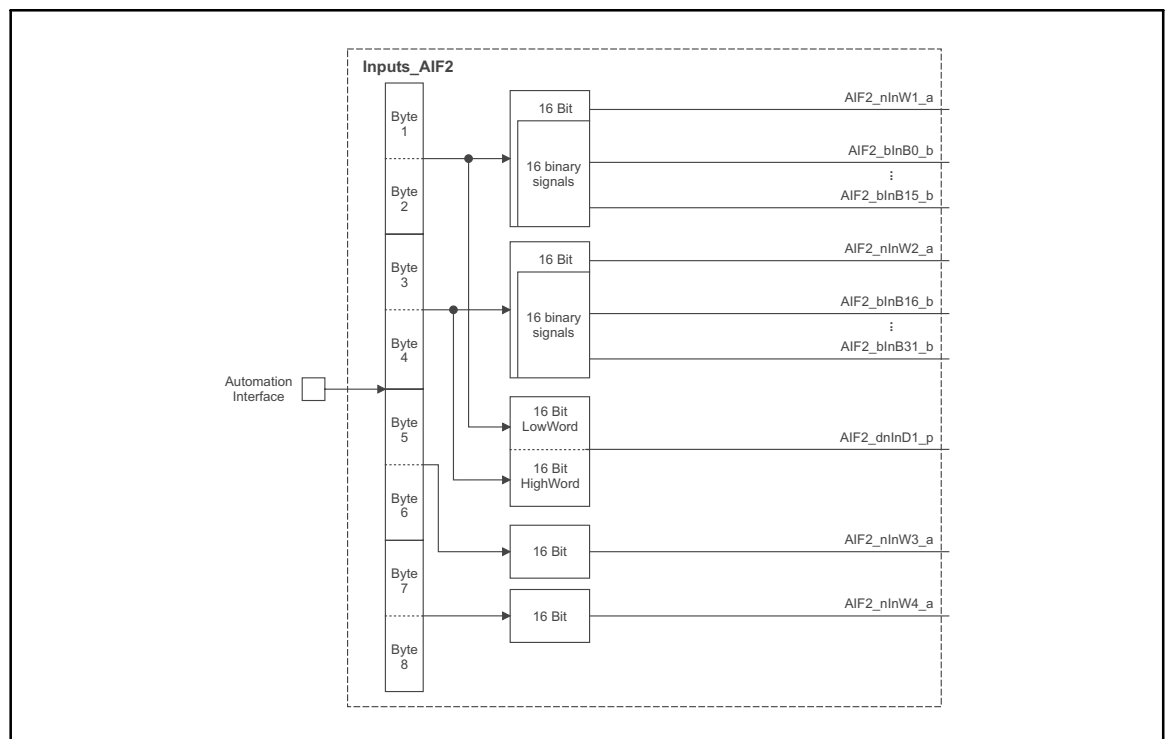 Inputs_AIF2
Byte
1
Byte
2
Byte
3
Byte
4
Byte
5
Byte
6
Byte
7
Byte
8
Automation
Interface
16 Bit
16 binary
signals
16 Bit
16 binary
signals
16 Bit
LowWord
16 Bit
HighWord
16 Bit
16 Bit
AIF2_nInW1_a
AIF2_bInB0_b
...
AIF2_bInB15_b
AIF2_nInW2_a
AIF2_bInB16_b
...
AIF2_bInB31_b
AIF2_dnInD1_p
AIF2_nInW3_a
AIF2_nInW4_a